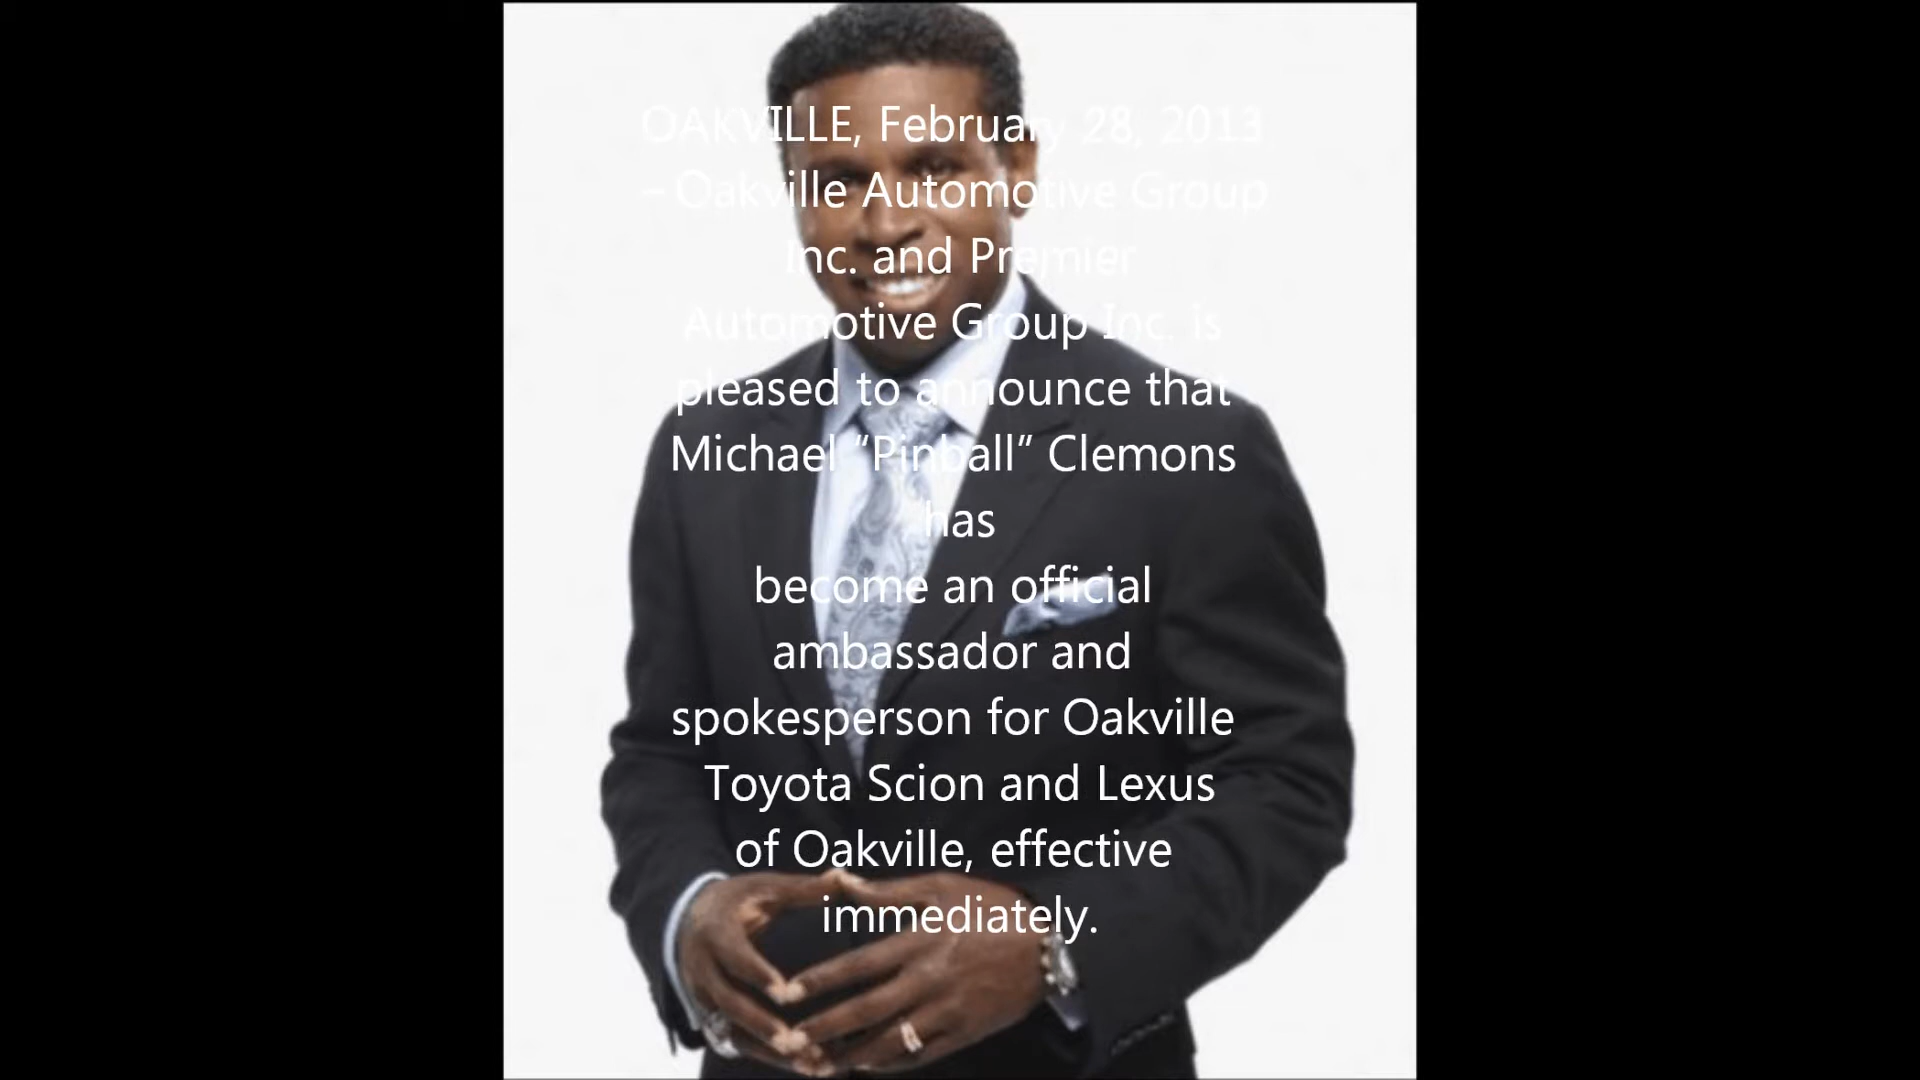 OAKVILLE, February 28, 2013
– Oakville Automotive Group
Inc. and Premier
Automotive Group Inc. is
pleased to announce that
Michael “Pinball” Clemons
has
become an official
ambassador and
spokesperson for Oakville
Toyota Scion and Lexus
of Oakville, effective
immediately.